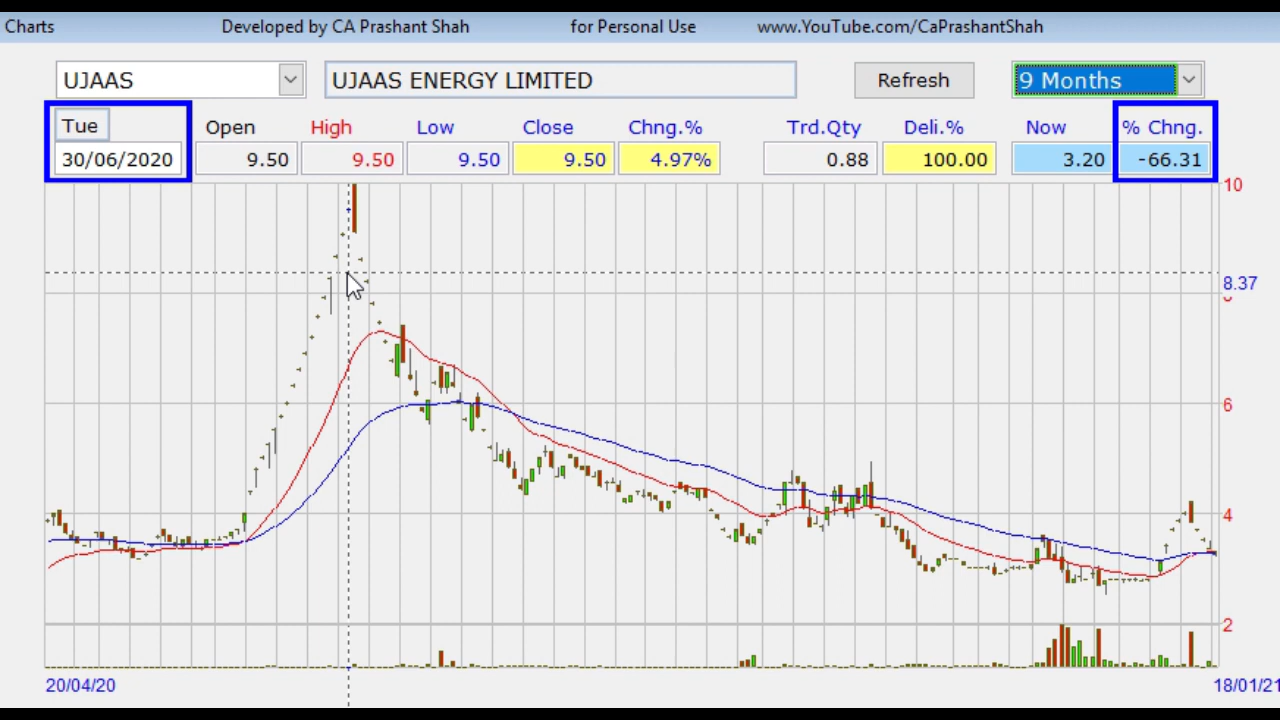 Charts Developed by CA Prashant Shah for Personal Use www.YouTube.com/CaPrashantShah
UJAAS UJAAS ENERGY LIMITED Refresh 9 Months
Tue Open High Low Close Chng.% Trd.Qty Deli.% Now % Chng.
30/06/2020 9.50 9.50 9.50 9.50 4.97% 0.88 100.00 3.20 -66.31
10
8.37
6
4
2
20/04/20 18/01/21